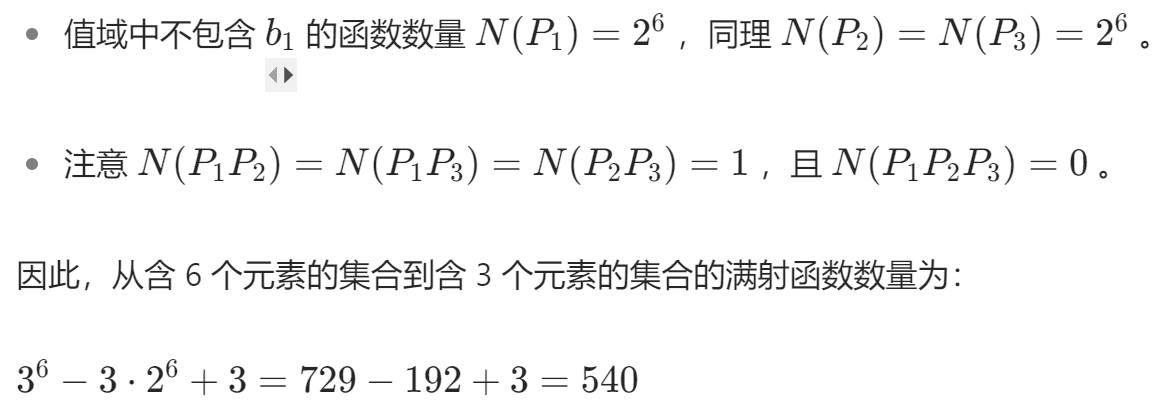 • 值域中不包含 b₁ 的函数数量 N(P₁) = 2⁶ ，同理 N(P₂) = N(P₃) = 2⁶ 。
• 注意 N(P₁P₂) = N(P₁P₃) = N(P₂P₃) = 1 ，且 N(P₁P₂P₃) = 0 。
因此，从含 6 个元素的集合到含 3 个元素的集合的满射函数数量为：
3⁶ − 3 · 2⁶ + 3 = 729 − 192 + 3 = 540